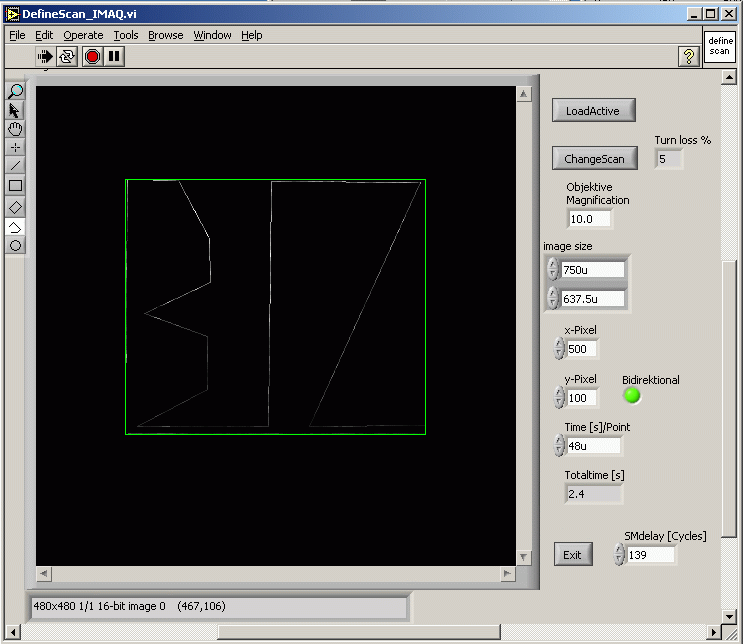 DefineScan_IMAQ.vi
File Edit Operate Tools Browse Window Help
define
scan
LoadActive
Turn loss %
ChangeScan
5
Objektive
Magnification
10.0
image size
750u
637.5u
x-Pixel
500
y-Pixel
Bidirektional
100
Time [s]/Point
48u
Totaltime [s]
2.4
SMdelay [Cycles]
Exit
139
480x480 1/1 16-bit image 0 (467,106)